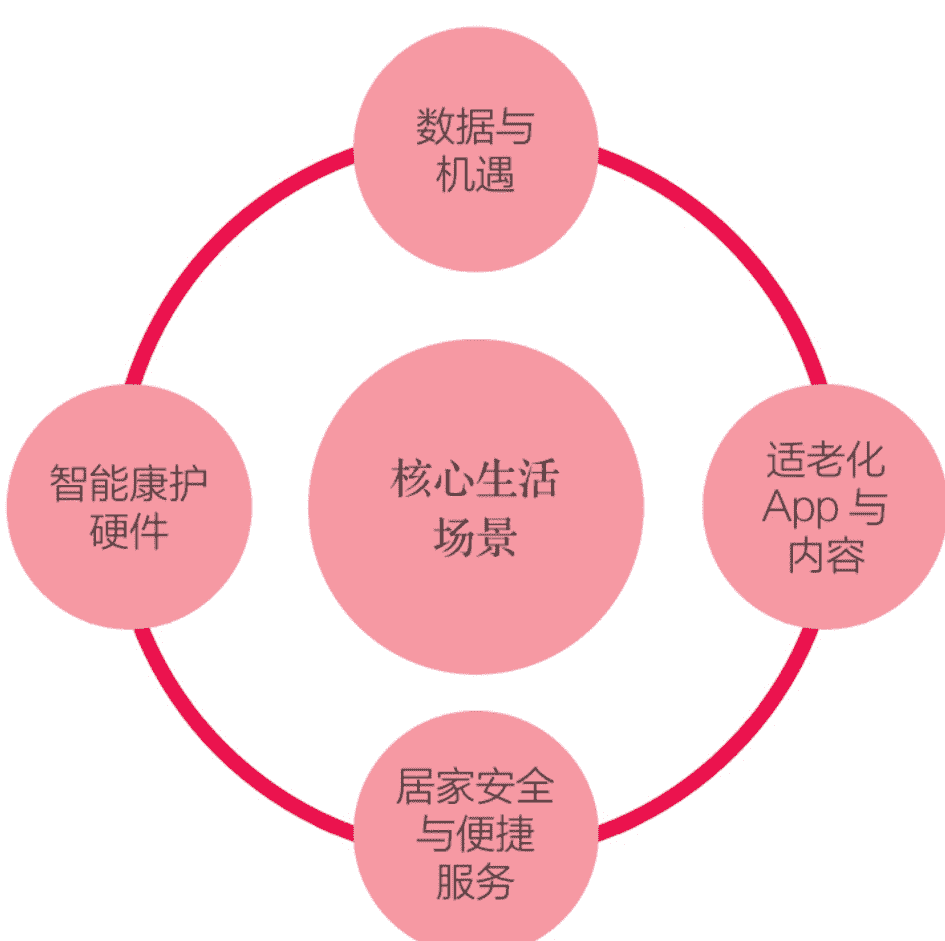 数据与
机遇
智能康护
硬件
核心生活
场景
适老化
App 与
内容
居家安全
与便捷
服务